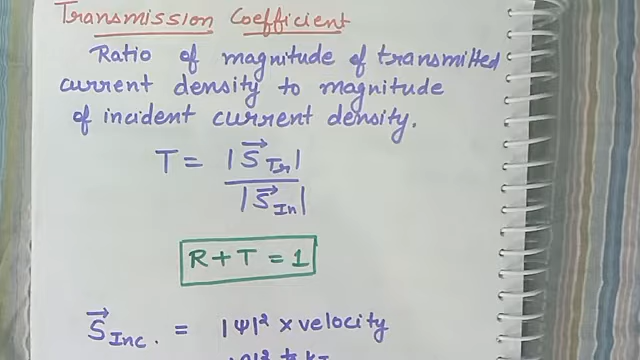 Transmission Coefficient
Ratio of magnitude of transmitted
current density to magnitude
of incident current density.
T = |S⃗Tr|
|S⃗In|
R + T = 1
S⃗Inc. = |Ψ|² × velocity